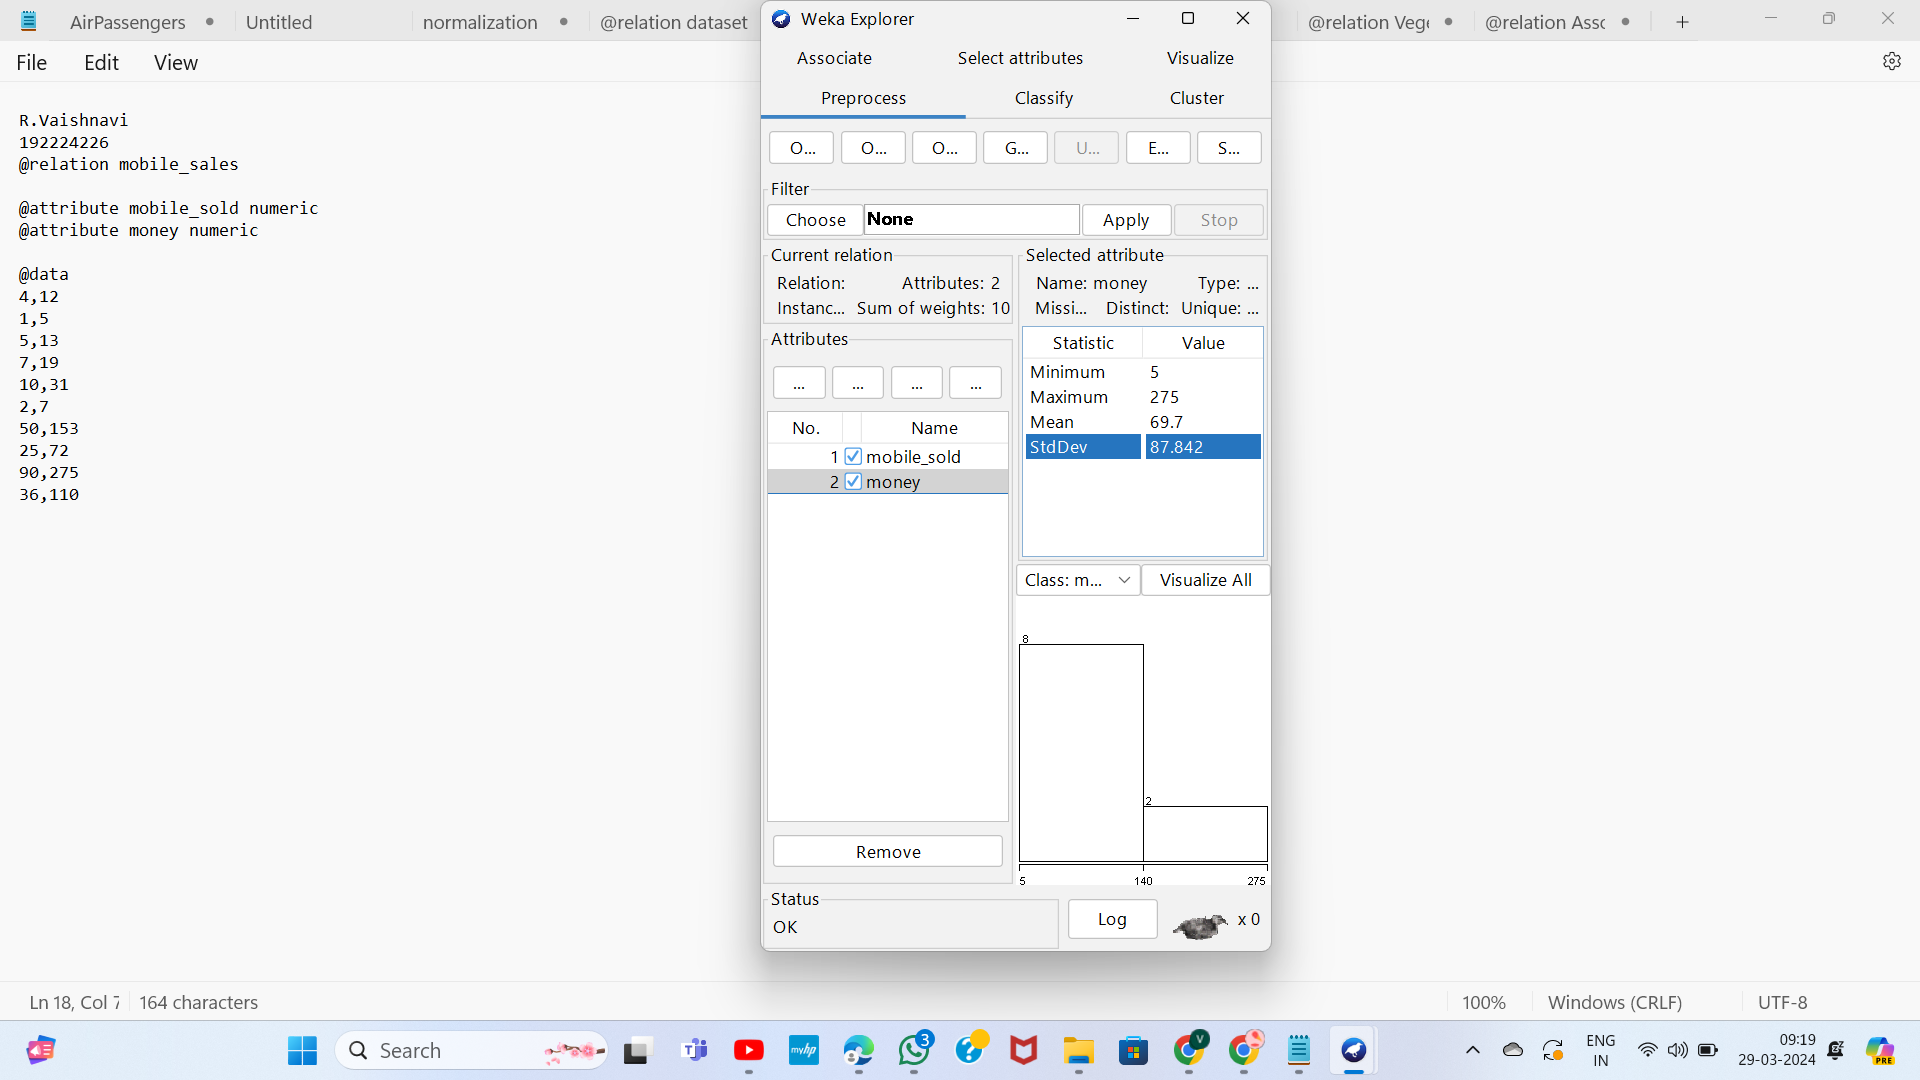 AirPassengers
Untitled
normalization
@relation dataset
@relation Veg
@relation Assc
File
Edit
View
R.Vaishnavi
192224226
@relation mobile_sales
@attribute mobile_sold numeric
@attribute money numeric
@data
4,12
1,5
5,13
7,19
10,31
2,7
50,153
25,72
90,275
36,110
Weka Explorer
Associate
Select attributes
Visualize
Preprocess
Classify
Cluster
O...
O...
O...
G...
U...
E...
S...
Filter
Choose
None
Apply
Stop
Current relation
Relation:
Attributes: 2
Instanc...
Sum of weights: 10
Attributes
...
...
...
...
No.
Name
1 mobile_sold
2 money
Remove
Selected attribute
Name: money
Type: ...
Missi...
Distinct:
Unique: ...
Statistic
Value
Minimum 5
Maximum 275
Mean 69.7
StdDev 87.842
Class: m...
Visualize All
8
2
5
140
275
Status
OK
Log
x 0
Ln 18, Col 7
164 characters
100%
Windows (CRLF)
UTF-8
Search
myhp
3
V
ENG
IN
09:19
29-03-2024
PRE